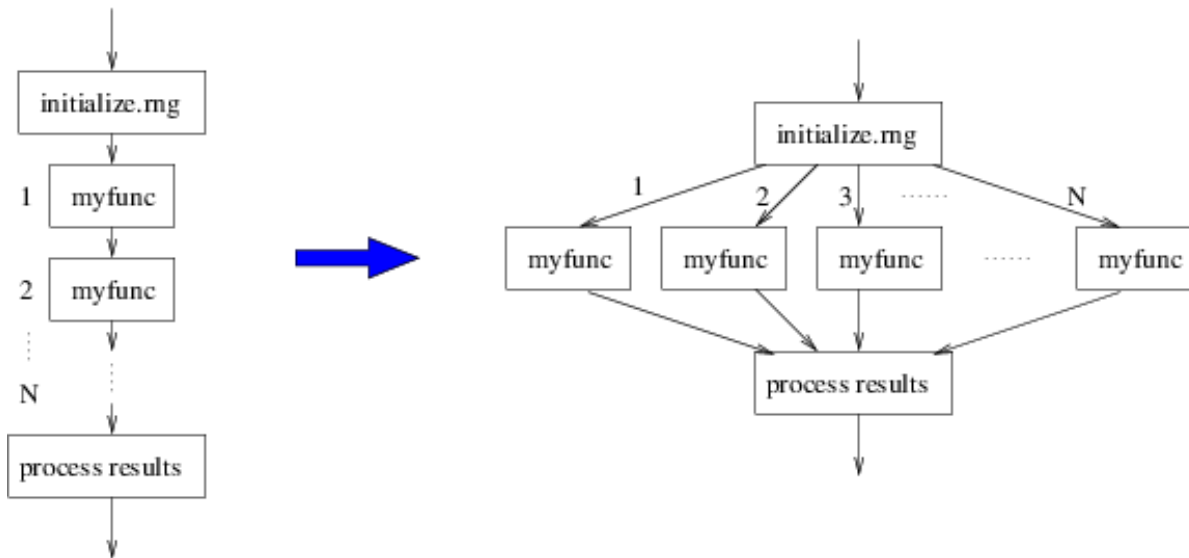 initialize.rng
1 myfunc
2 myfunc
N
process results
initialize.rng
1 2 3 ...... N
myfunc myfunc myfunc ...... myfunc
process results